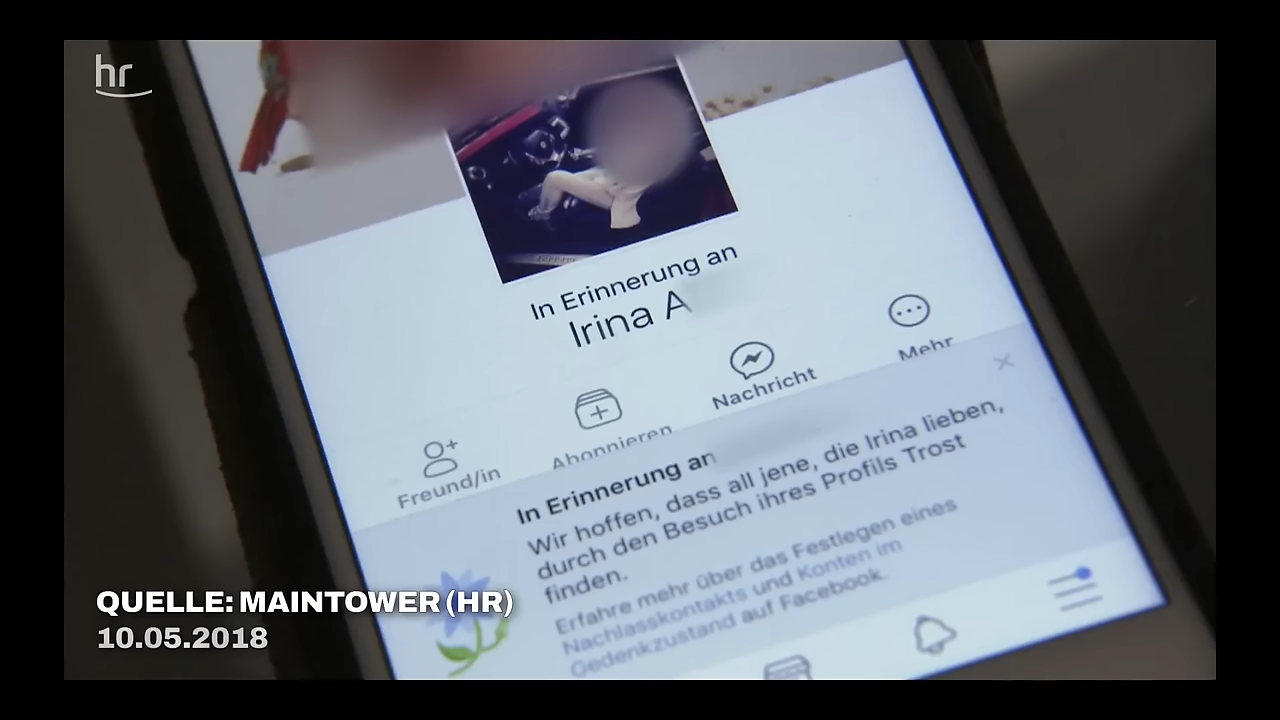 hr
In Erinnerung an
Irina A
Mehr
Nachricht
Abonnieren
Freund/in
In Erinnerung an
Wir hoffen, dass all jene, die Irina lieben,
durch den Besuch ihres Profils Trost
finden.
Erfahre mehr über das Festlegen eines
Nachlasskontakts und Konten im
Gedenkzustand auf Facebook.
QUELLE: MAINTOWER (HR)
10.05.2018